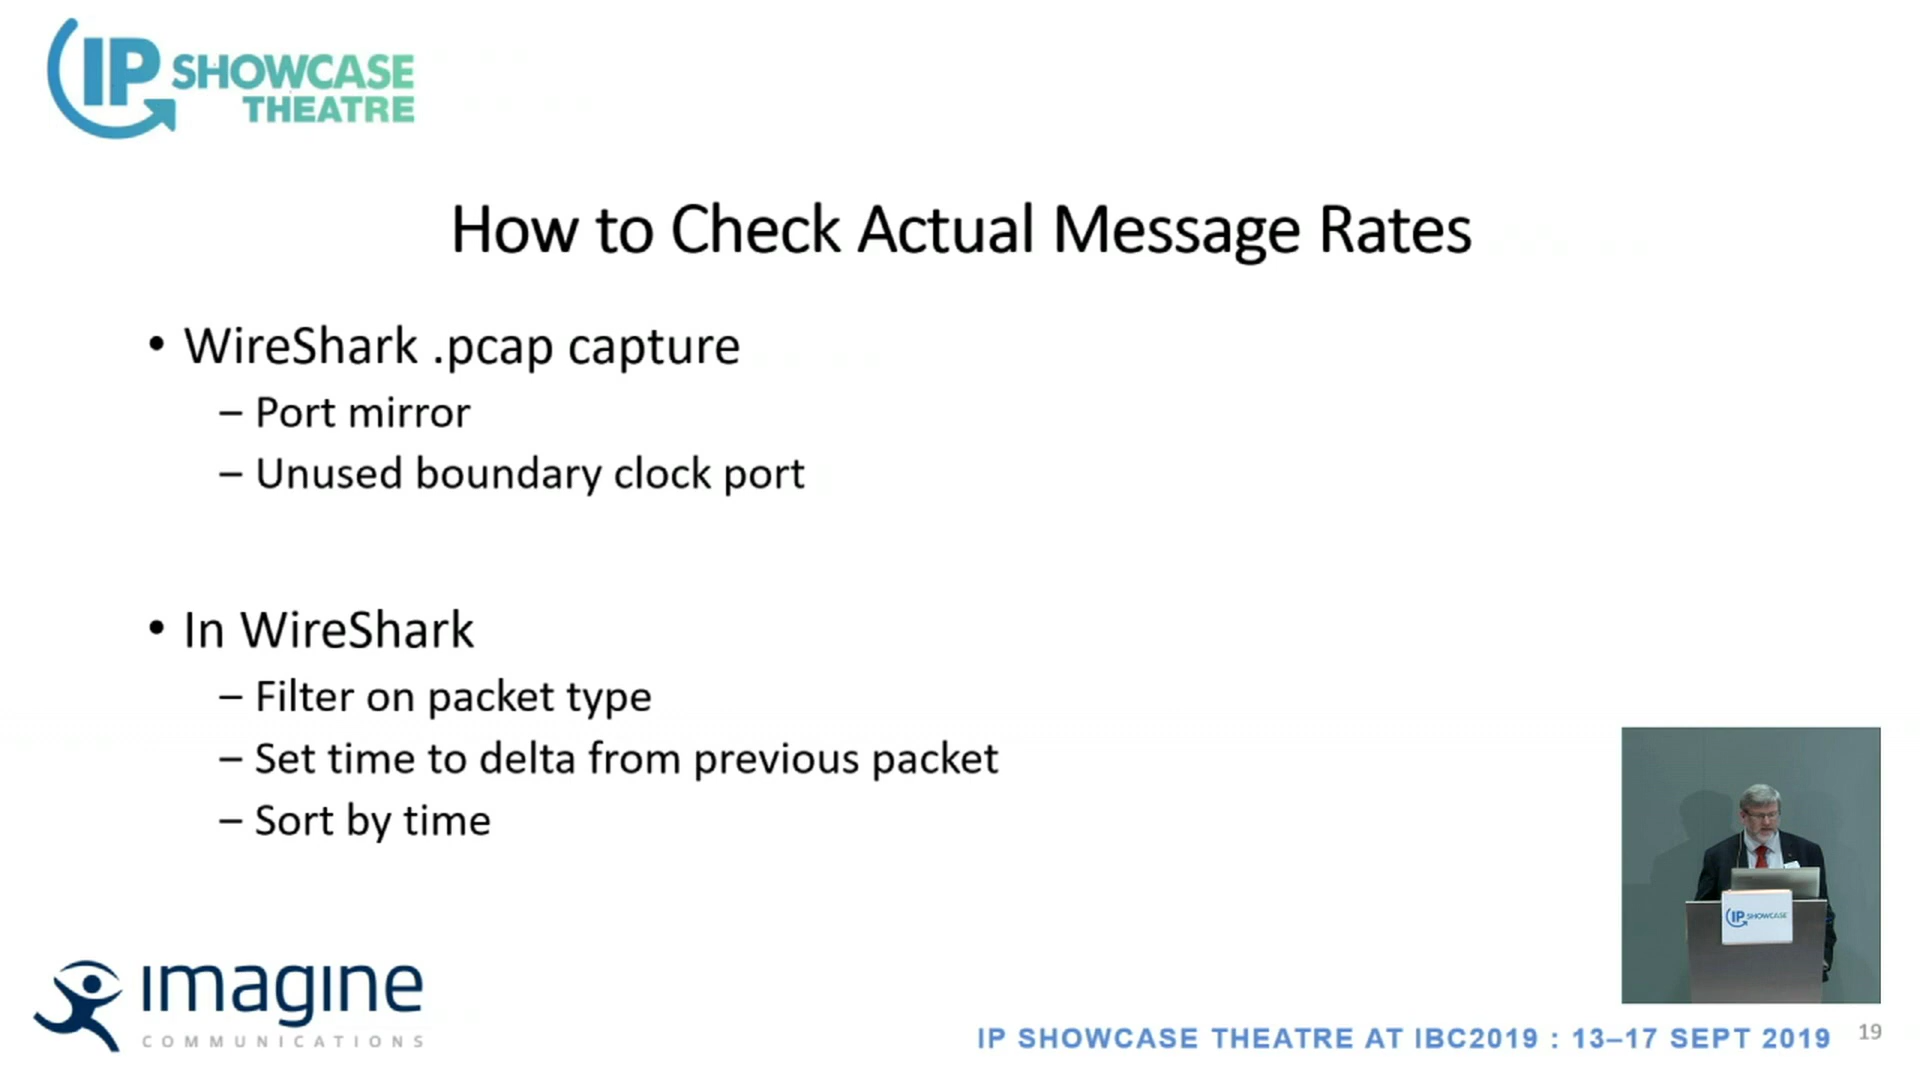 IP SHOWCASE
THEATRE
How to Check Actual Message Rates
• WireShark .pcap capture
– Port mirror
– Unused boundary clock port
• In WireShark
– Filter on packet type
– Set time to delta from previous packet
– Sort by time
IP SHOWCASE
imagine
COMMUNICATIONS
IP SHOWCASE THEATRE AT IBC2019 : 13–17 SEPT 2019
19